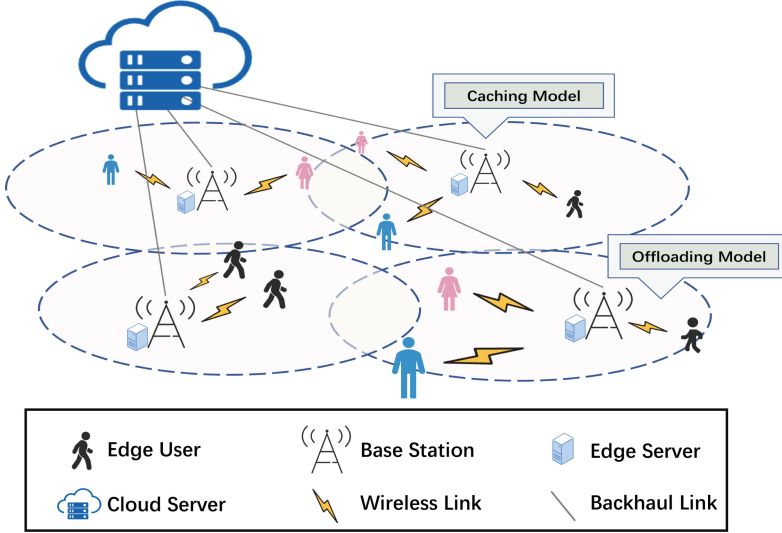 Caching Model
Offloading Model
Edge User
Base Station
Edge Server
Cloud Server
Wireless Link
Backhaul Link